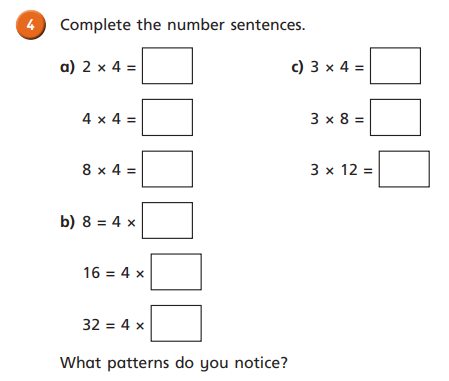 4 Complete the number sentences.
a) 2 × 4 =
4 × 4 =
8 × 4 =
b) 8 = 4 ×
16 = 4 ×
32 = 4 ×
c) 3 × 4 =
3 × 8 =
3 × 12 =
What patterns do you notice?